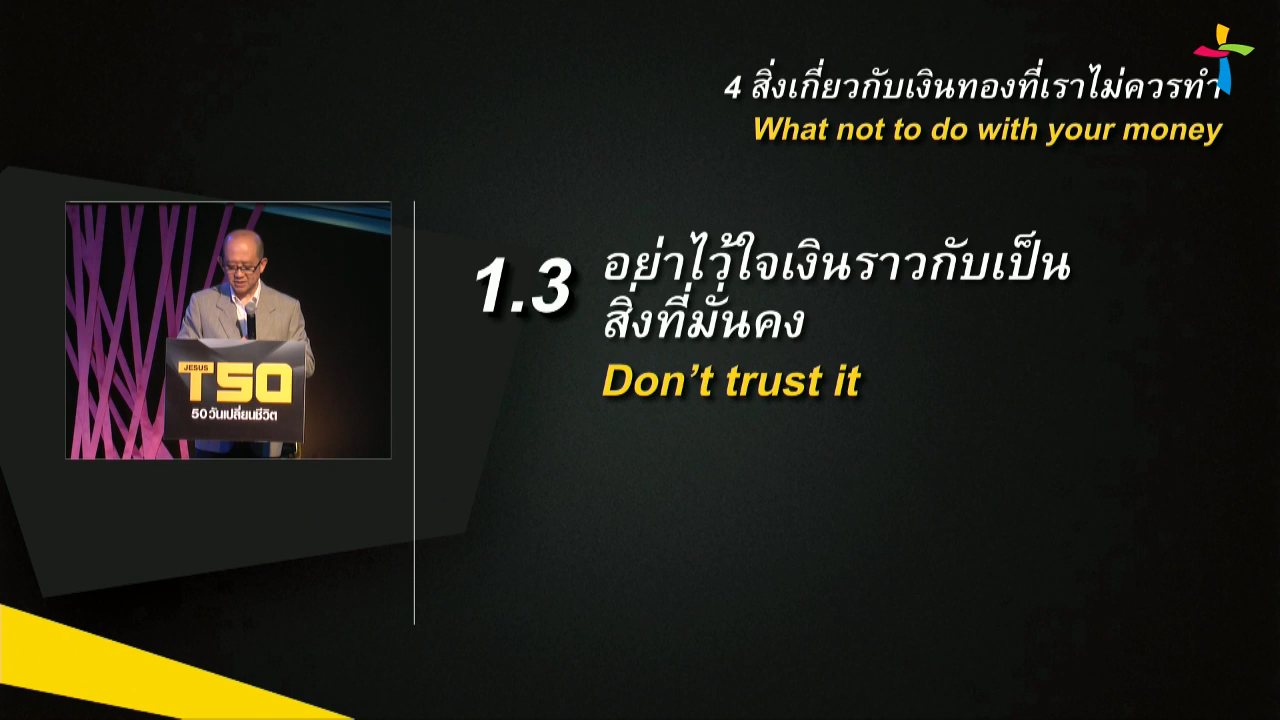 4 สิ่งเกี่ยวกับเงินทองที่เราไม่ควรทำ
What not to do with your money
1.3
อย่าไว้ใจเงินราวกับเป็น
สิ่งที่มั่นคง
Don’t trust it
JESUS
T50
50 วันเปลี่ยนชีวิต